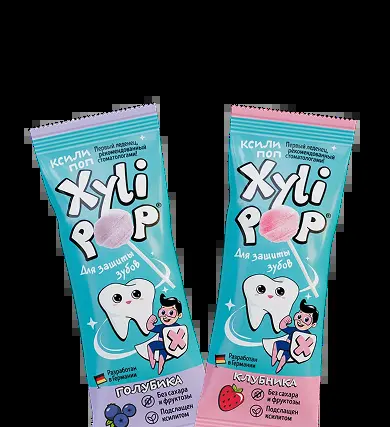 КСИЛИ
ПОП
Первый леденец,
рекомендованный
стоматологами!
Xyli
POP®
Для защиты
зубов
Разработан
в Германии
ГОЛУБИКА
Без сахара
и фруктозы
Подслащен
ксилитом
КСИЛИ
ПОП
Первый леденец,
рекомендованный
стоматологами!
Xyli
POP®
Для защиты
зубов
Разработан
в Германии
КЛУБНИКА
Без сахара
и фруктозы
Подслащен
ксилитом